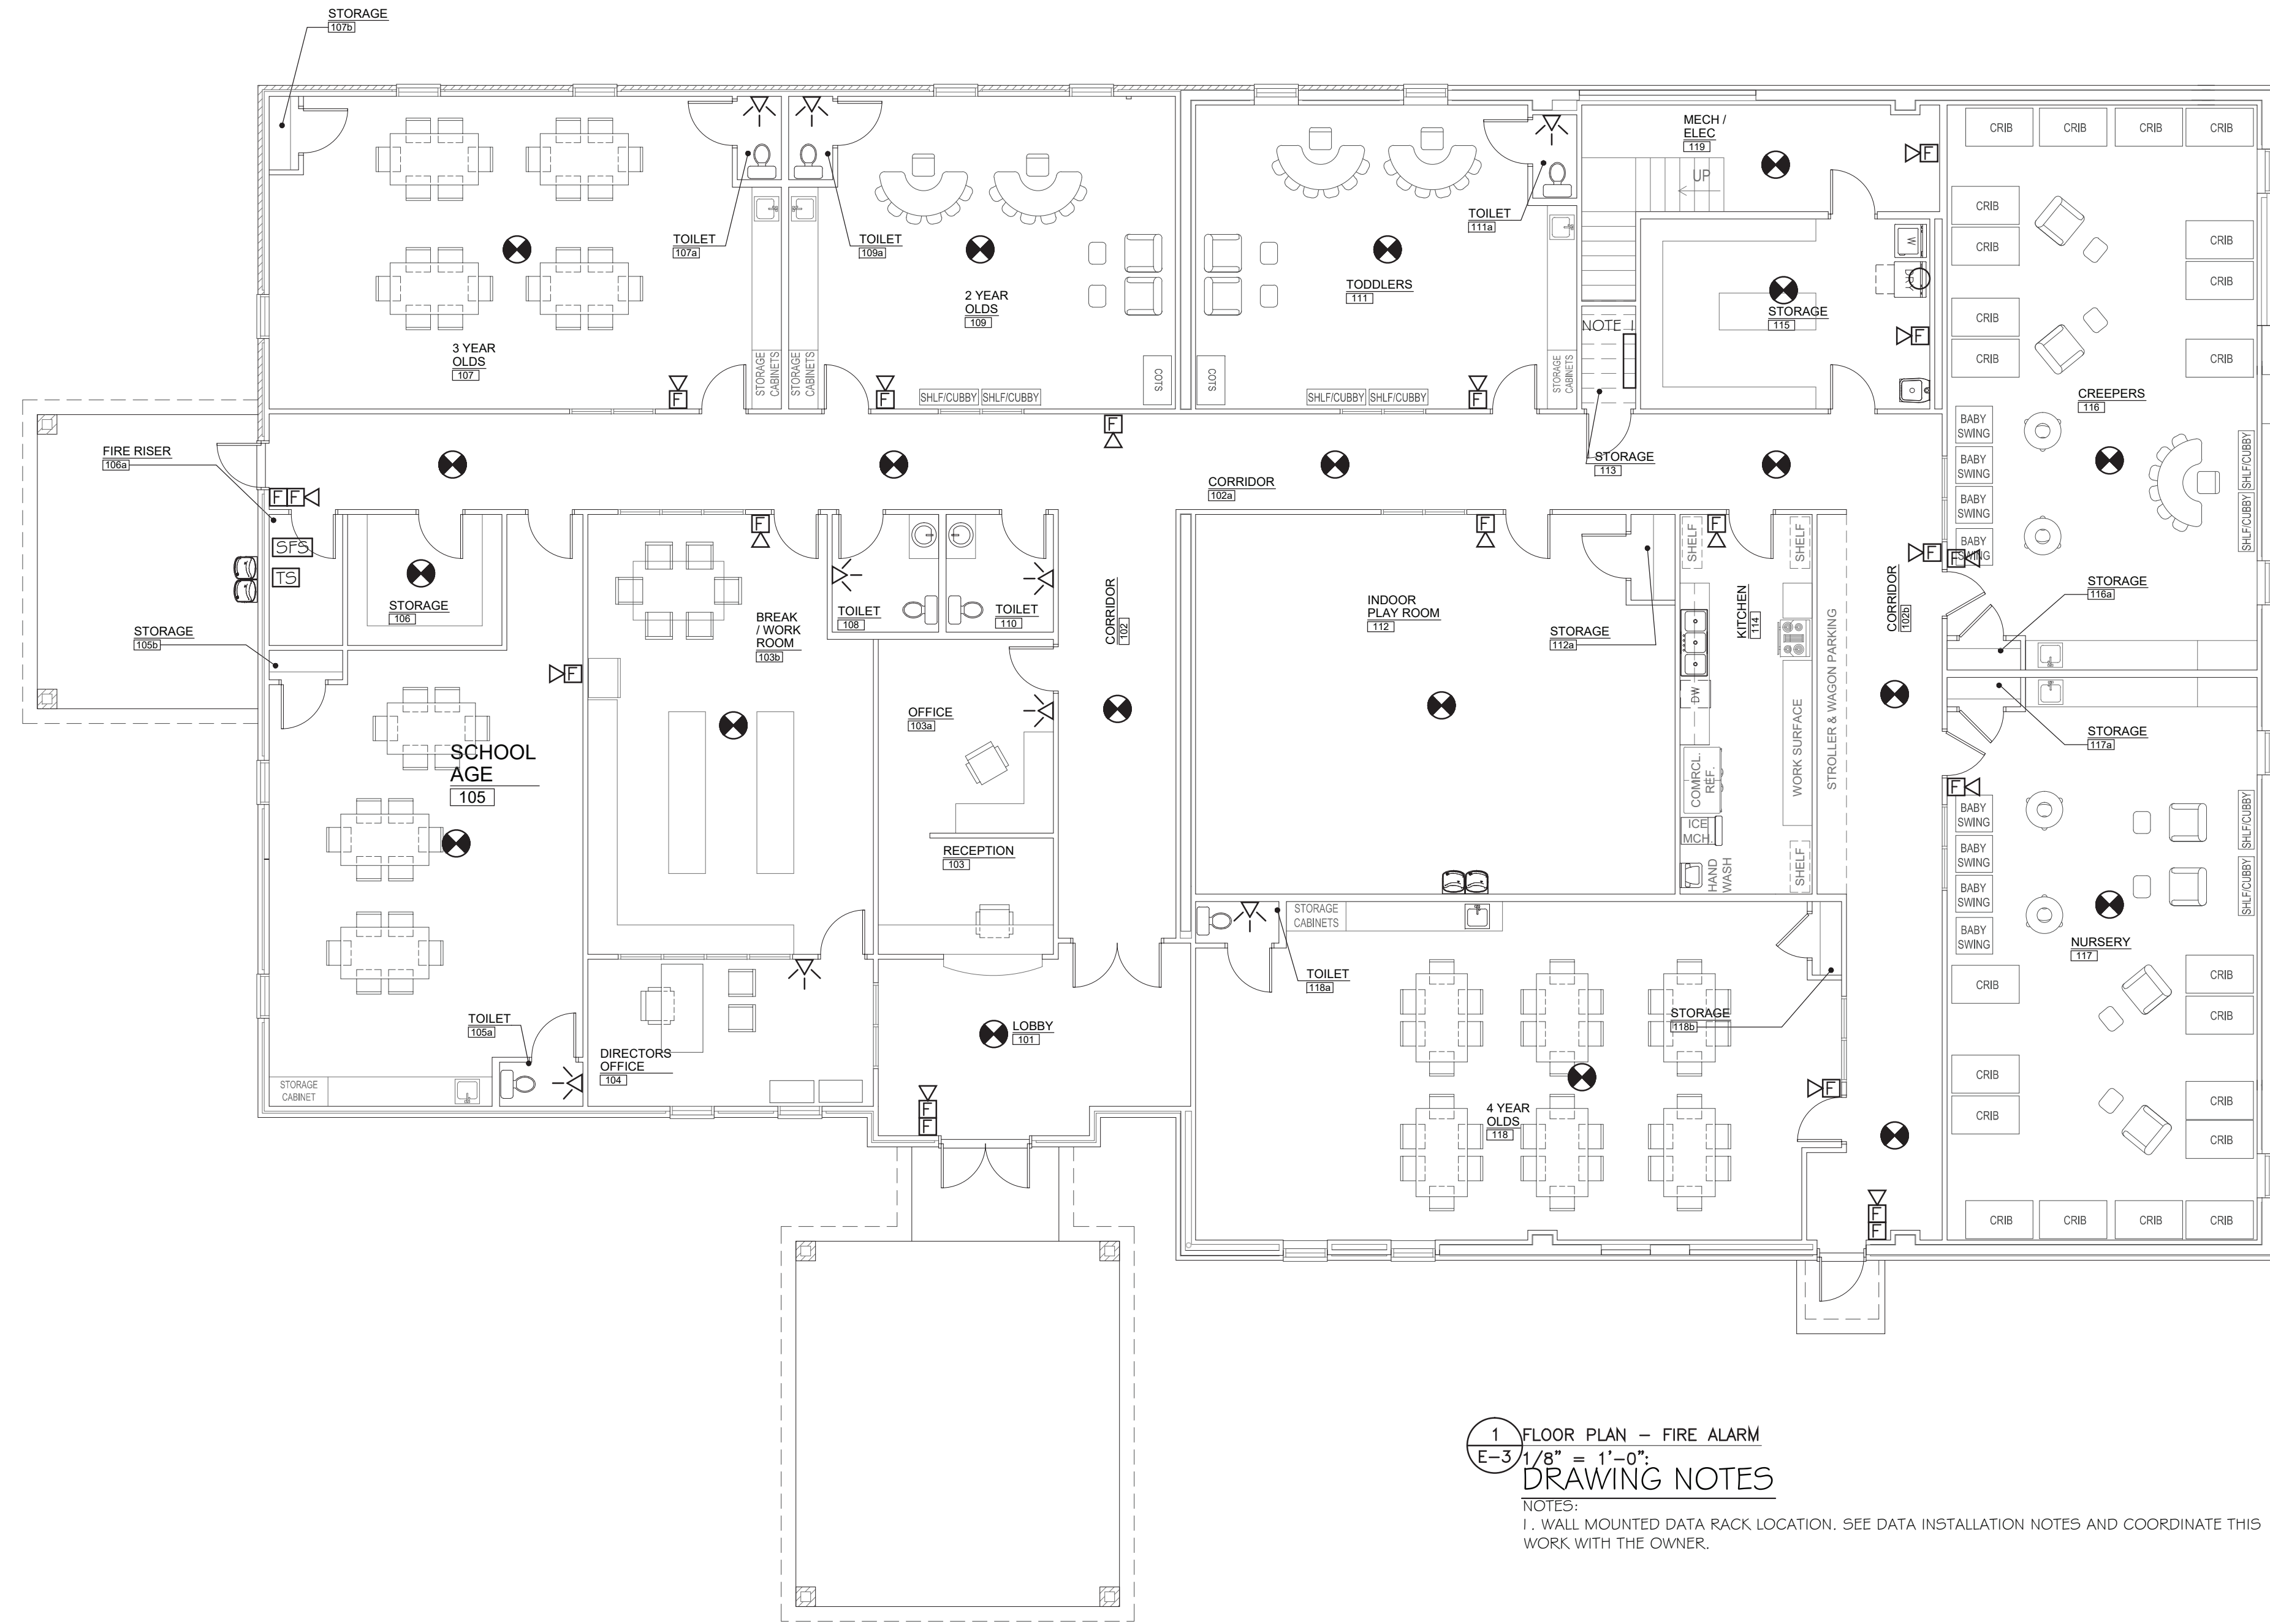 STORAGE
107b
MECH /
ELEC
119
UP
CRIB
CRIB
CRIB
CRIB
CRIB
CRIB
CRIB
CRIB
CRIB
CRIB
CRIB
TOILET
107a
TOILET
109a
TOILET
111a
3 YEAR
OLDS
107
2 YEAR
OLDS
109
TODDLERS
111
W
DRY
STORAGE
115
NOTE 1
STORAGE
CABINETS
STORAGE
CABINETS
STORAGE
CABINETS
COTS
COTS
SHLF/CUBBY
SHLF/CUBBY
SHLF/CUBBY
SHLF/CUBBY
F
F
F
F
F
F
CREEPERS
116
BABY
SWING
BABY
SWING
BABY
SWING
BABY
SWING
SHLF/CUBBY
SHLF/CUBBY
FIRE RISER
106a
F F
SFS
TS
CORRIDOR
102a
STORAGE
113
STORAGE
106
STORAGE
105b
F
F
BREAK
/ WORK
ROOM
103b
TOILET
108
TOILET
110
CORRIDOR
102
F
INDOOR
PLAY ROOM
112
STORAGE
112a
F
SHELF
SHELF
KITCHEN
114
DW
COMRCL.
REF.
ICE
MCH.
HAND
WASH
WORK SURFACE
SHELF
STROLLER & WAGON PARKING
CORRIDOR
102b
F
F
STORAGE
116a
STORAGE
117a
F
SCHOOL
AGE
105
OFFICE
103a
RECEPTION
103
BABY
SWING
BABY
SWING
BABY
SWING
BABY
SWING
SHLF/CUBBY
SHLF/CUBBY
NURSERY
117
STORAGE
CABINETS
TOILET
118a
STORAGE
118b
TOILET
105a
STORAGE
CABINET
DIRECTORS
OFFICE
104
LOBBY
101
F
F
4 YEAR
OLDS
118
F
F
F
CRIB
CRIB
CRIB
CRIB
CRIB
CRIB
CRIB
CRIB
CRIB
CRIB
CRIB
1
E-3
FLOOR PLAN – FIRE ALARM
1/8" = 1'-0":
DRAWING NOTES
NOTES:
1. WALL MOUNTED DATA RACK LOCATION. SEE DATA INSTALLATION NOTES AND COORDINATE THIS
WORK WITH THE OWNER.